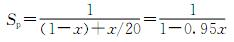 Sₚ = 1/((1−x)+x/20) = 1/(1−0.95x)